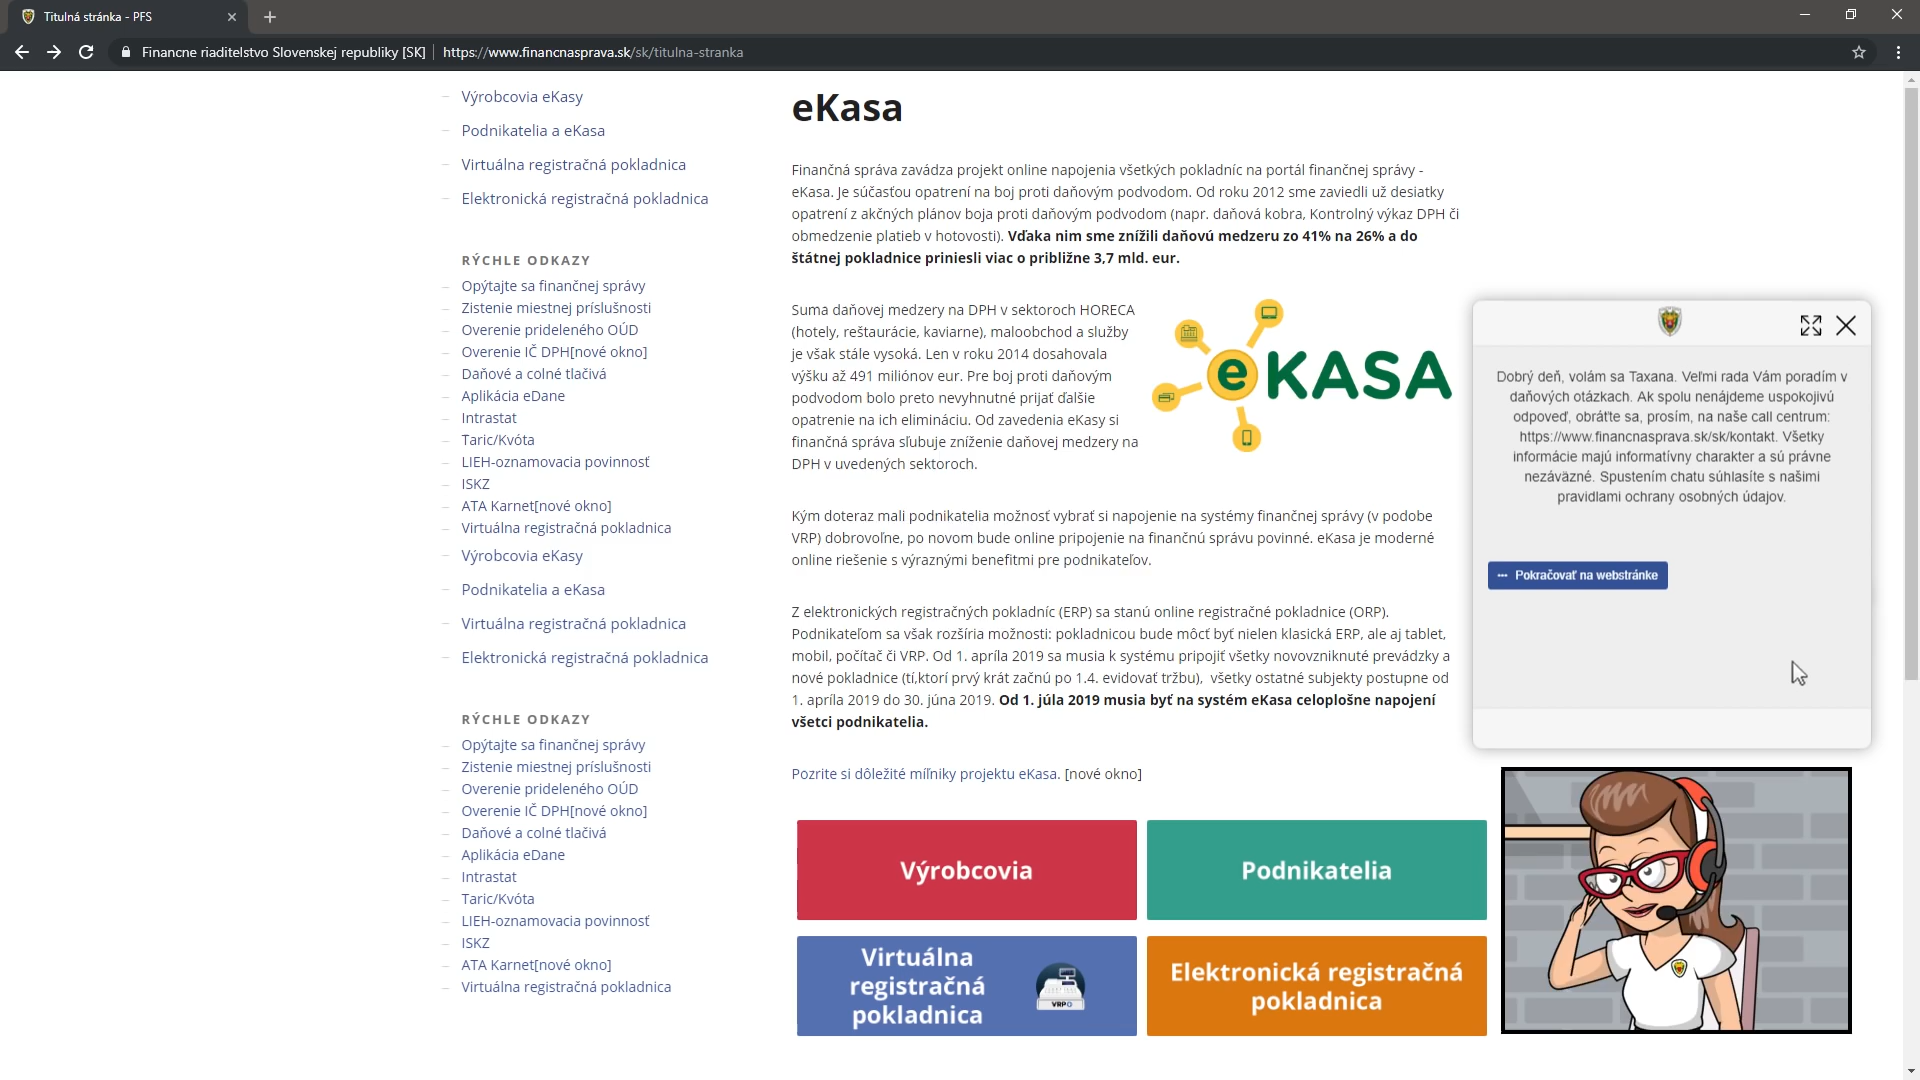 Titulná stránka - PFS
Financne riaditelstvo Slovenskej republiky [SK]
https://www.financnasprava.sk/sk/titulna-stranka
Výrobcovia eKasy
Podnikatelia a eKasa
Virtuálna registračná pokladnica
Elektronická registračná pokladnica
RÝCHLE ODKAZY
Opýtajte sa finančnej správy
Zistenie miestnej príslušnosti
Overenie prideleného OÚD
Overenie IČ DPH[nové okno]
Daňové a colné tlačivá
Aplikácia eDane
Intrastat
Taric/Kvóta
LIEH-oznamovacia povinnosť
ISKZ
ATA Karnet[nové okno]
Virtuálna registračná pokladnica
Výrobcovia eKasy
Podnikatelia a eKasa
Virtuálna registračná pokladnica
Elektronická registračná pokladnica
RÝCHLE ODKAZY
Opýtajte sa finančnej správy
Zistenie miestnej príslušnosti
Overenie prideleného OÚD
Overenie IČ DPH[nové okno]
Daňové a colné tlačivá
Aplikácia eDane
Intrastat
Taric/Kvóta
LIEH-oznamovacia povinnosť
ISKZ
ATA Karnet[nové okno]
Virtuálna registračná pokladnica
eKasa
Finančná správa zavádza projekt online napojenia všetkých pokladníc na portál finančnej správy -
eKasa. Je súčasťou opatrení na boj proti daňovým podvodom. Od roku 2012 sme zaviedli už desiatky
opatrení z akčných plánov boja proti daňovým podvodom (napr. daňová kobra, Kontrolný výkaz DPH či
obmedzenie platieb v hotovosti). Vďaka nim sme znížili daňovú medzeru zo 41% na 26% a do
štátnej pokladnice priniesli viac o približne 3,7 mld. eur.
Suma daňovej medzery na DPH v sektoroch HORECA
(hotely, reštaurácie, kaviarne), maloobchod a služby
je však stále vysoká. Len v roku 2014 dosahovala
výšku až 491 miliónov eur. Pre boj proti daňovým
podvodom bolo preto nevyhnutné prijať ďalšie
opatrenie na ich elimináciu. Od zavedenia eKasy si
finančná správa sľubuje zníženie daňovej medzery na
DPH v uvedených sektoroch.
eKASA
Kým doteraz mali podnikatelia možnosť vybrať si napojenie na systémy finančnej správy (v podobe
VRP) dobrovoľne, po novom bude online pripojenie na finančnú správu povinné. eKasa je moderné
online riešenie s výraznými benefitmi pre podnikateľov.
Z elektronických registračných pokladníc (ERP) sa stanú online registračné pokladnice (ORP).
Podnikateľom sa však rozšíria možnosti: pokladnicou bude môcť byť nielen klasická ERP, ale aj tablet,
mobil, počítač či VRP. Od 1. apríla 2019 sa musia k systému pripojiť všetky novovzniknuté prevádzky a
nové pokladnice (tí,ktorí prvý krát začnú po 1.4. evidovať tržbu), všetky ostatné subjekty postupne od
1. apríla 2019 do 30. júna 2019. Od 1. júla 2019 musia byť na systém eKasa celoplošne napojení
všetci podnikatelia.
Pozrite si dôležité míľniky projektu eKasa. [nové okno]
Výrobcovia
Podnikatelia
Virtuálna
registračná
pokladnica
VRP
Elektronická registračná
pokladnica
Dobrý deň, volám sa Taxana. Veľmi rada Vám poradím v
daňových otázkach. Ak spolu nenájdeme uspokojivú
odpoveď, obráťte sa, prosím, na naše call centrum:
https://www.financnasprava.sk/sk/kontakt. Všetky
informácie majú informatívny charakter a sú právne
nezáväzné. Spustením chatu súhlasíte s našimi
pravidlami ochrany osobných údajov.
Pokračovať na webstránke